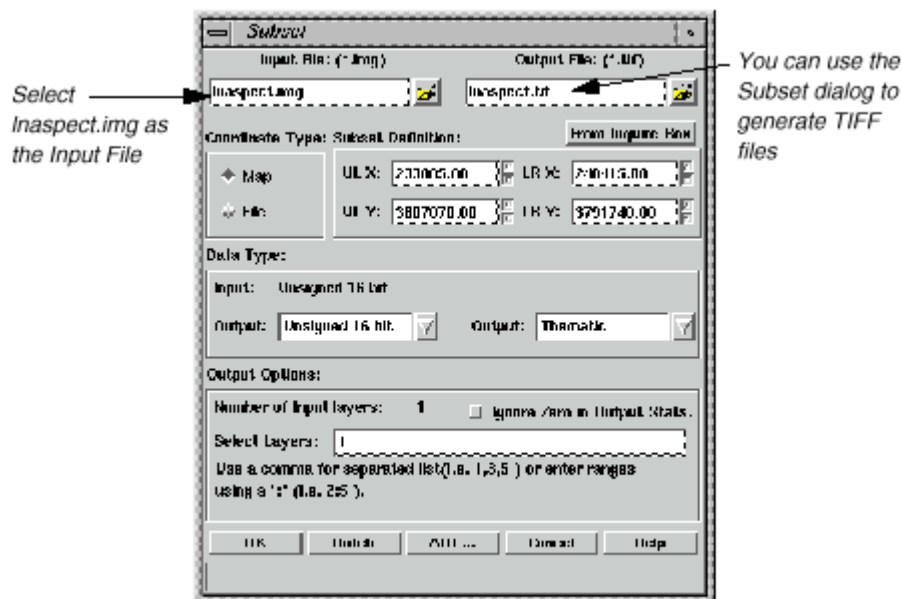 Subset
Input File: (*.img)
Output File: (*.tif)
lnaspect.img
lnaspect.tif
Select
lnaspect.img as
the Input File
You can use the
Subset dialog to
generate TIFF
files
Coordinate Type:
Subset Definition:
From Inquire Box
Map
File
UL X:
LR X:
UL Y: 3807070.00
LR Y: 3791740.00
Data Type:
Input: Unsigned 16 bit
Output: Unsigned 16 bit
Output: Thematic
Output Options:
Number of Input layers: 1
Ignore Zero in Output Stats.
Select Layers: 1
Use a comma for separated list(i.e. 1,3,5 ) or enter ranges
using a ":" (i.e. 2:5 ).
OK
Batch
AOI ...
Cancel
Help